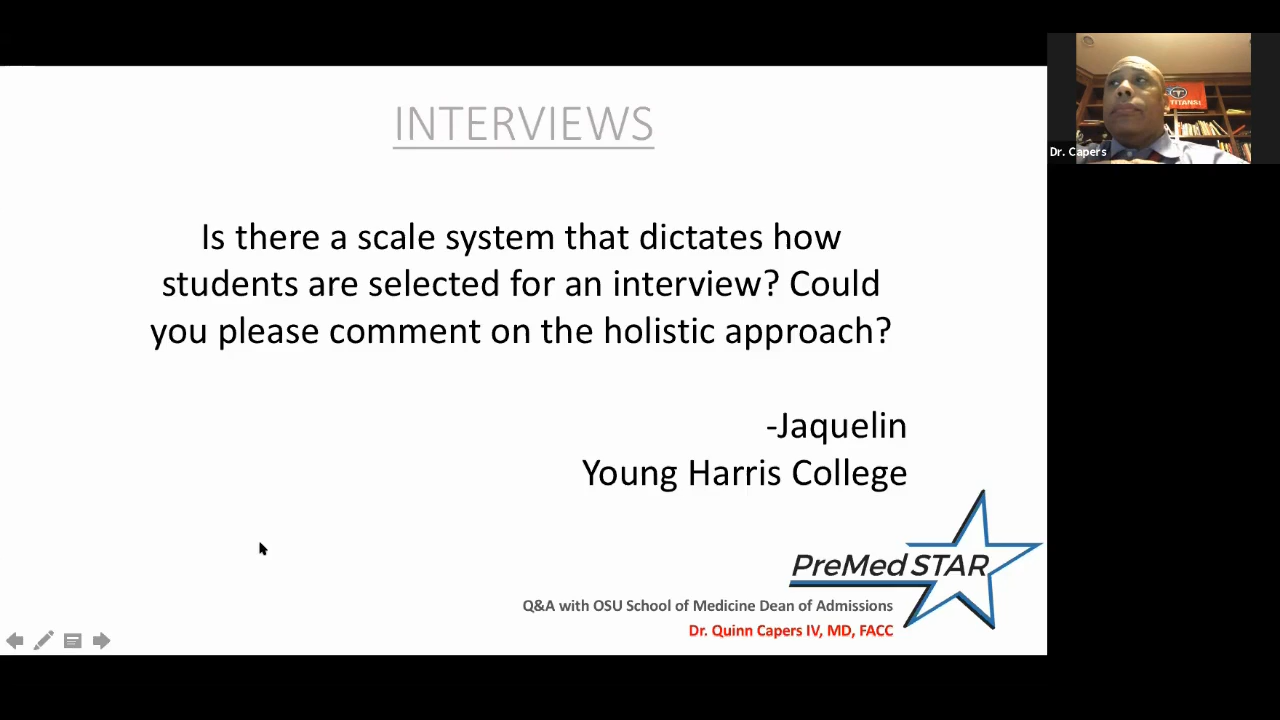 INTERVIEWS
Is there a scale system that dictates how
students are selected for an interview? Could
you please comment on the holistic approach?
-Jaquelin
Young Harris College
PreMed STAR
Q&A with OSU School of Medicine Dean of Admissions
Dr. Quinn Capers IV, MD, FACC
TITANS
Dr. Capers